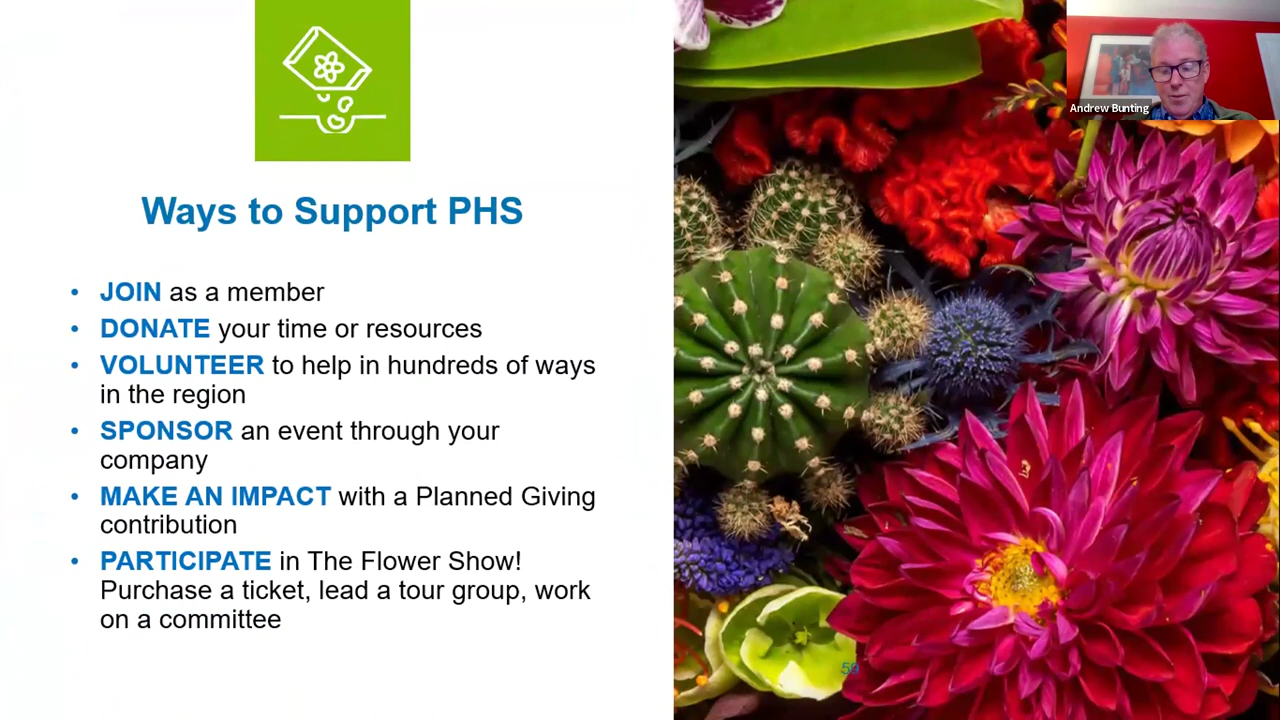 Andrew Bunting
Ways to Support PHS
• JOIN as a member
• DONATE your time or resources
• VOLUNTEER to help in hundreds of ways
in the region
• SPONSOR an event through your
company
• MAKE AN IMPACT with a Planned Giving
contribution
• PARTICIPATE in The Flower Show!
Purchase a ticket, lead a tour group, work
on a committee
59